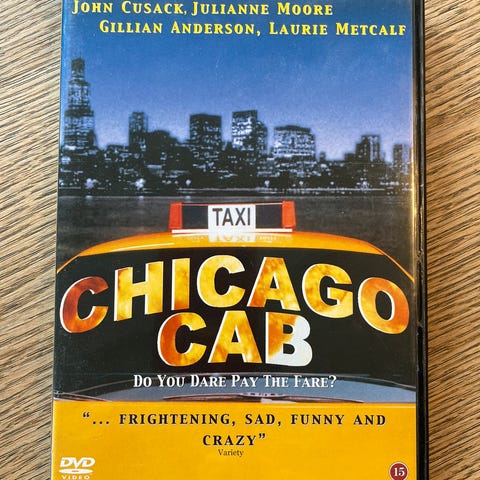 JOHN CUSACK, JULIANNE MOORE
GILLIAN ANDERSON, LAURIE METCALF
TAXI
CHICAGO
CAB
DO YOU DARE PAY THE FARE?
"... FRIGHTENING, SAD, FUNNY AND
CRAZY"
Variety
DVD
VIDEO
15